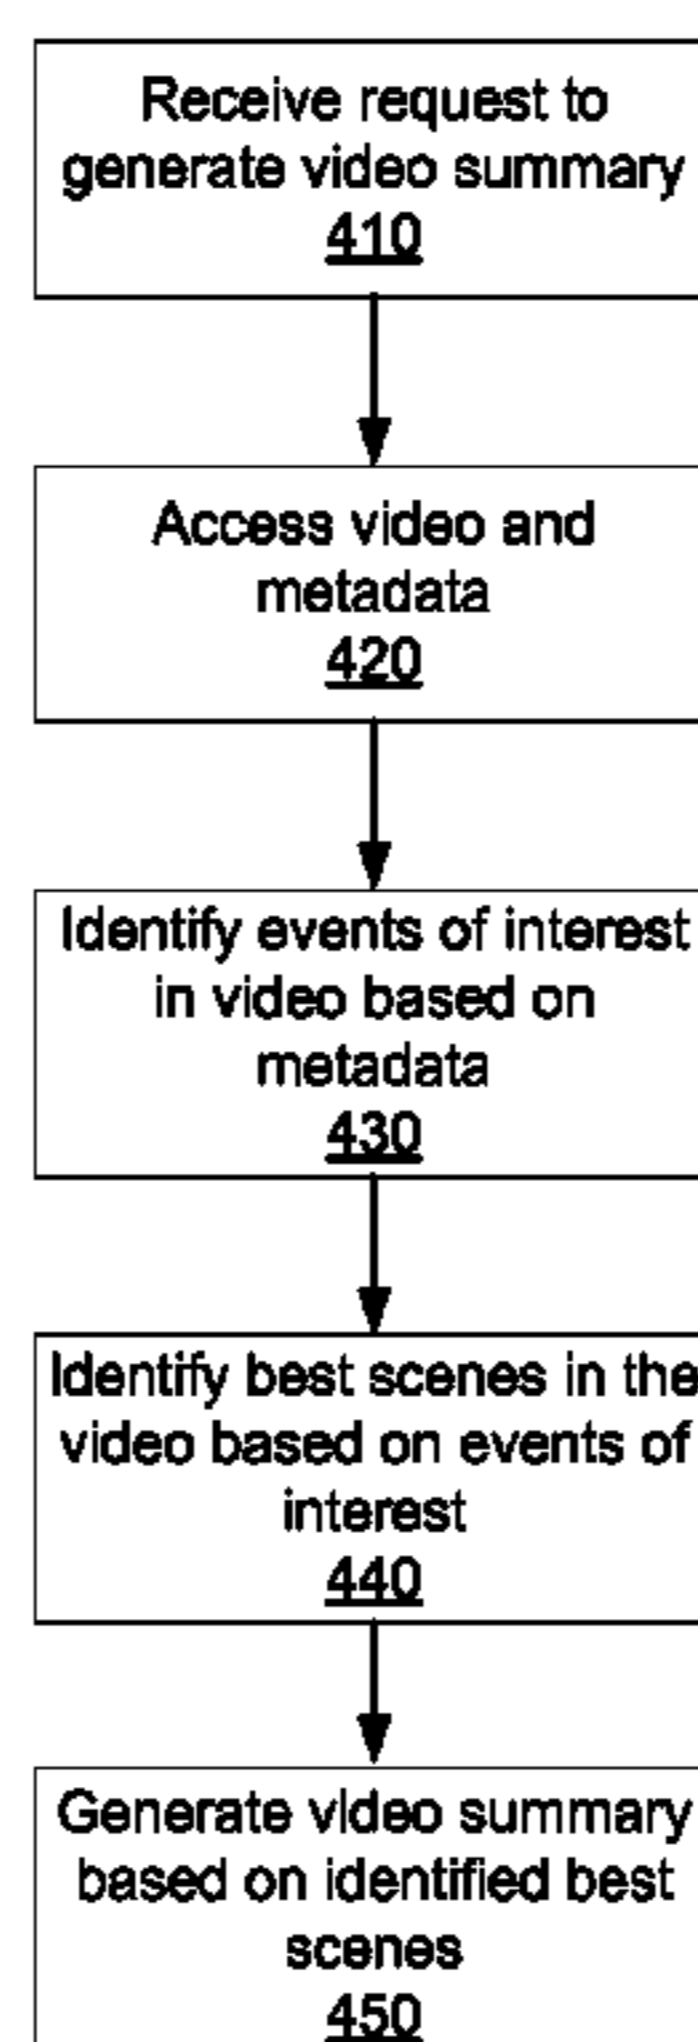 Receive request to
generate video summary
410
Access video and
metadata
420
Identify events of interest
in video based on
metadata
430
Identify best scenes in the
video based on events of
interest
440
Generate video summary
based on identified best
scenes
450